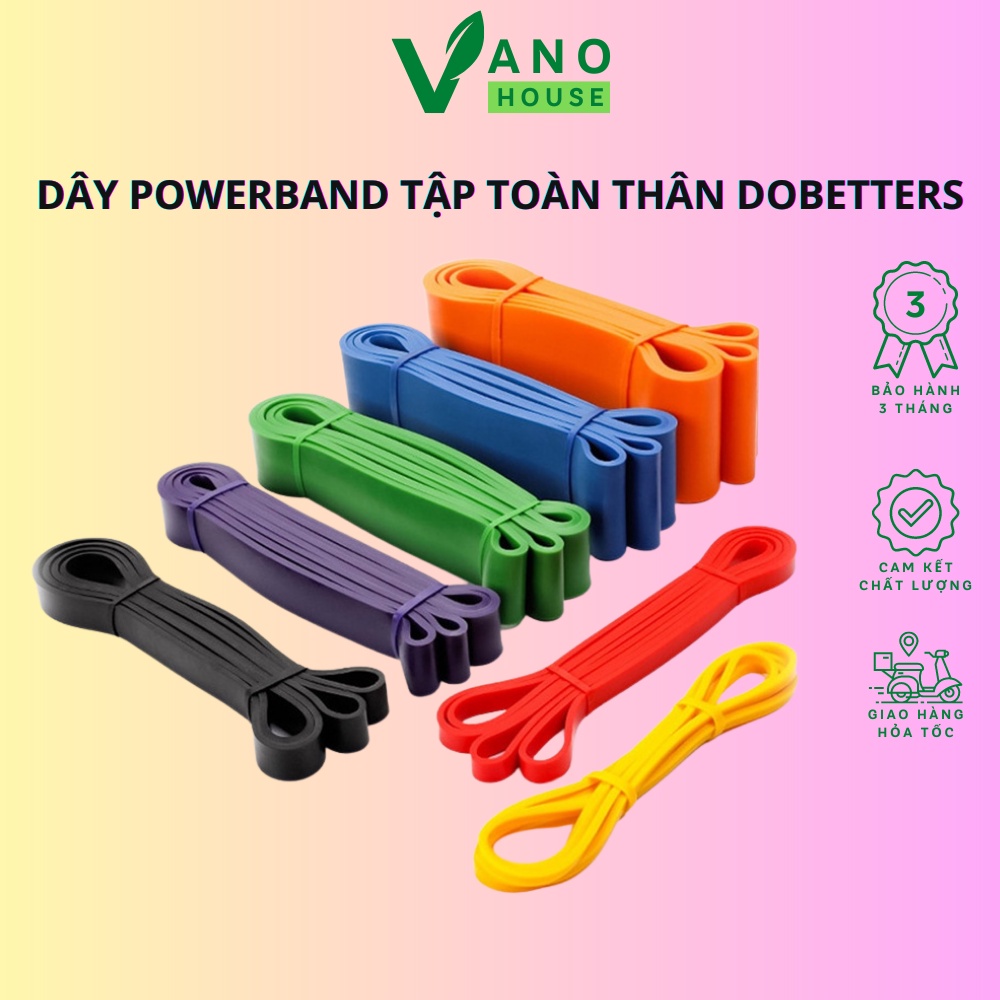 VANO
HOUSE
DÂY POWERBAND TẬP TOÀN THÂN DOBETTERS
3
BẢO HÀNH
3 THÁNG
CAM KẾT
CHẤT LƯỢNG
GIAO HÀNG
HỎA TỐC